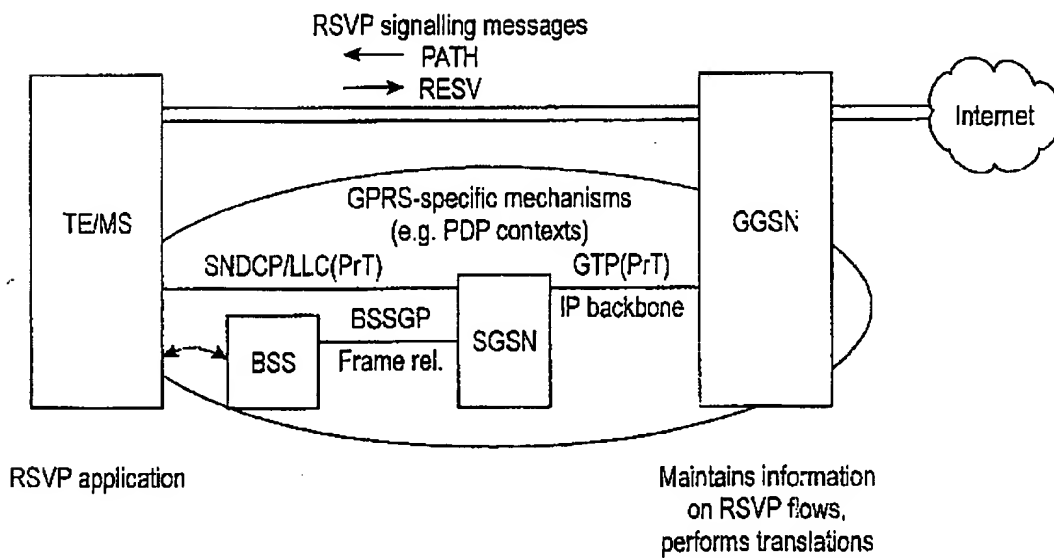 RSVP signalling messages
PATH
RESV
Internet
TE/MS
GPRS-specific mechanisms
(e.g. PDP contexts)
GGSN
SNDCP/LLC(PrT)
GTP(PrT)
BSSGP
IP backbone
SGSN
BSS
Frame rel.
RSVP application
Maintains information
on RSVP flows,
performs translations